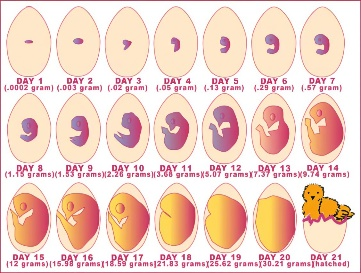 DAY 1 DAY 2 DAY 3 DAY 4 DAY 5 DAY 6 DAY 7
(.0002 gram) (.003 gram) (.02 gram) (.05 gram) (.13 gram) (.29 gram) (.57 gram)
DAY 8 DAY 9 DAY 10 DAY 11 DAY 12 DAY 13 DAY 14
(1.15 grams) (1.53 grams) (2.26 grams) (3.68 grams) (5.07 grams) (7.37 grams) (9.74 grams)
DAY 15 DAY 16 DAY 17 DAY 18 DAY 19 DAY 20 DAY 21
(12 grams) (15.98 grams) (18.59 grams) (21.83 grams) (25.62 grams) (30.21 grams) (hatched)